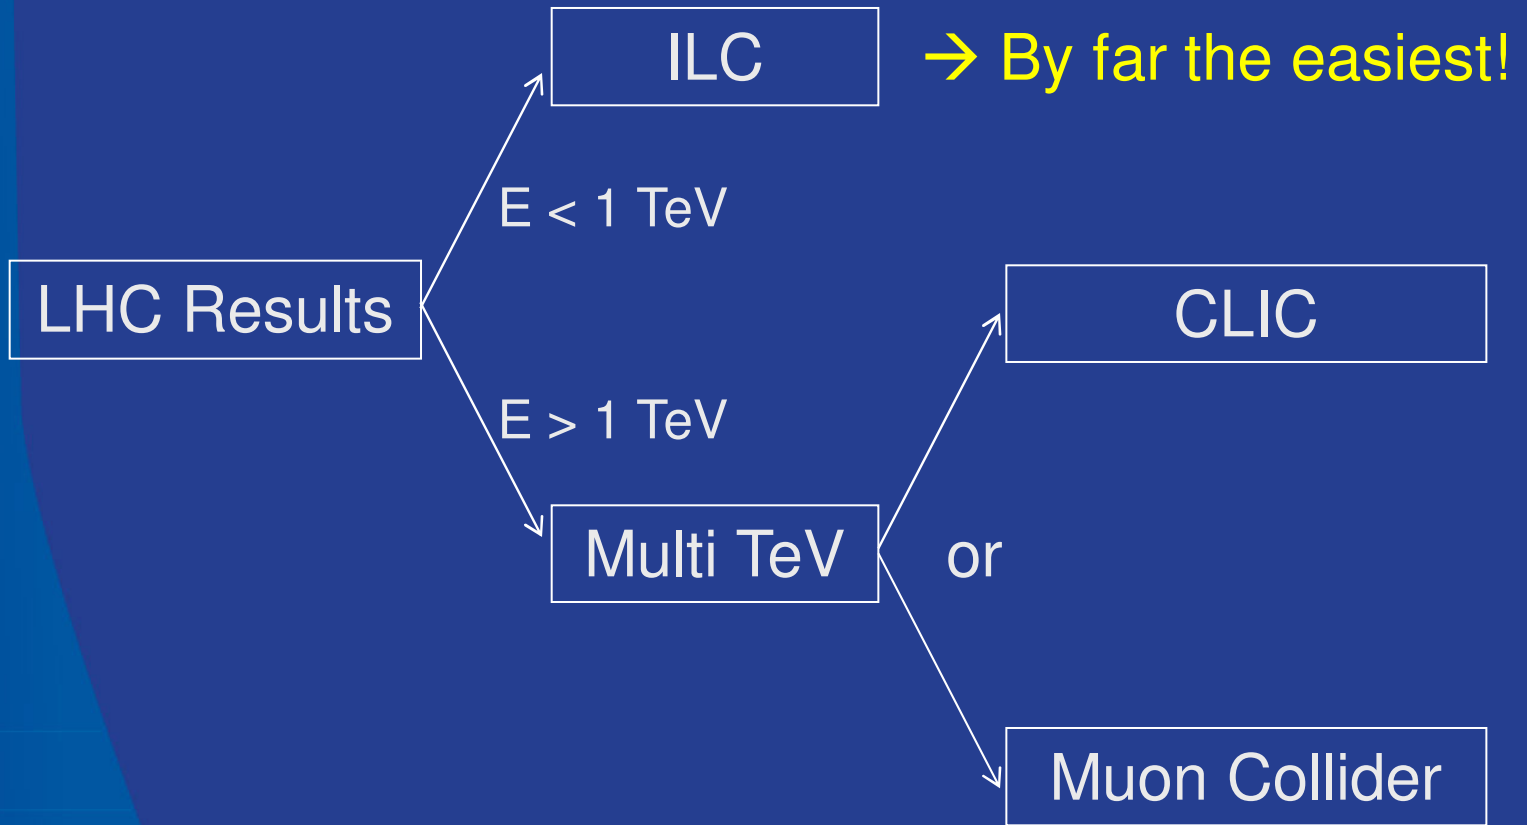 ILC → By far the easiest!
E < 1 TeV
LHC Results
CLIC
E > 1 TeV
Multi TeV or
Muon Collider